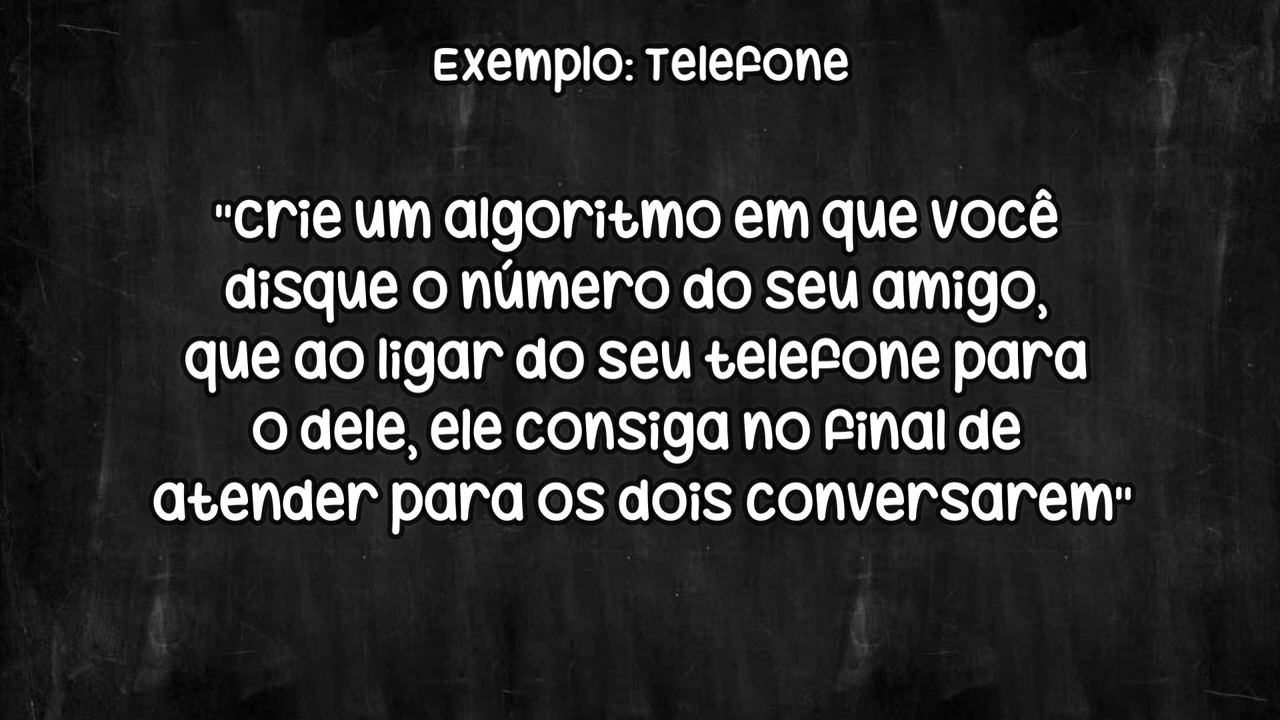 Exemplo: Telefone
"Crie um algoritmo em que você
disque o número do seu amigo,
que ao ligar do seu telefone para
o dele, ele consiga no final de
atender para os dois conversarem"